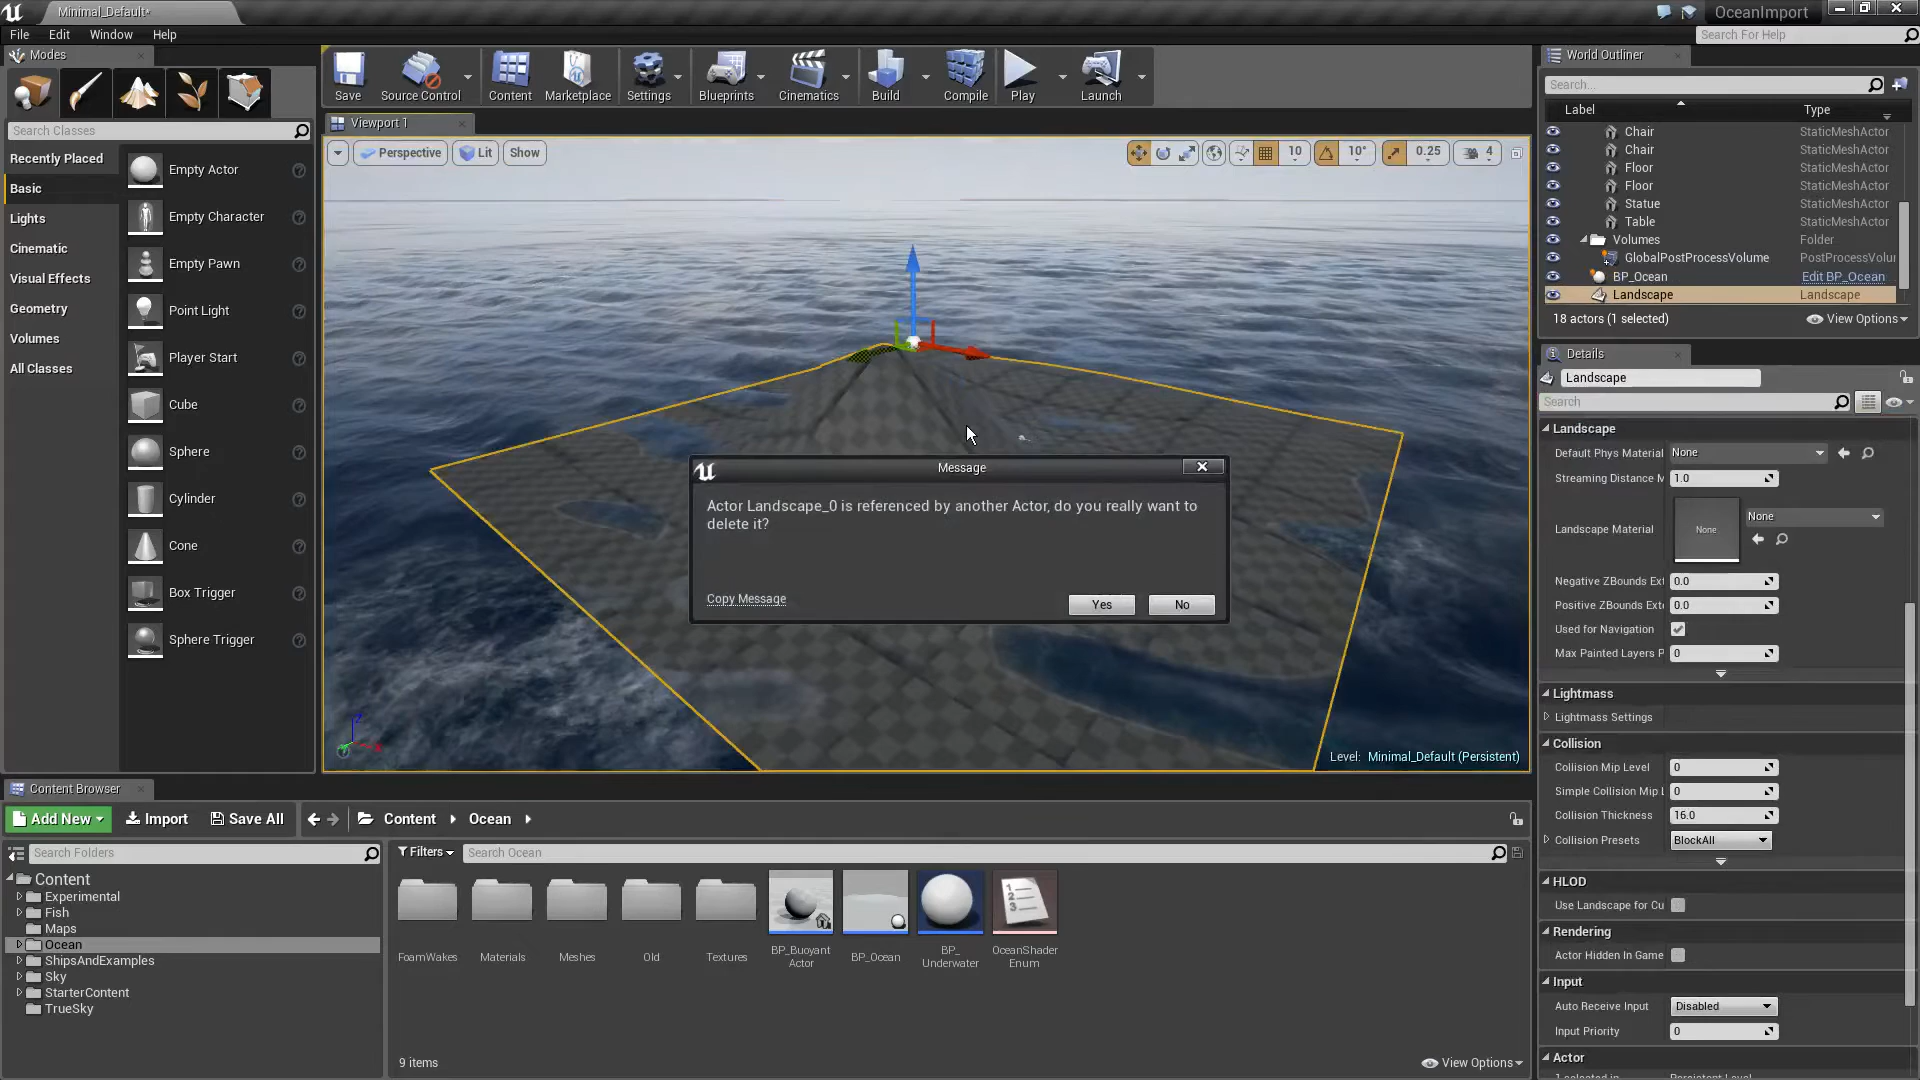 Minimal_Default*
OceanImport
File Edit Window Help
Search For Help
Modes
Search Classes
Recently Placed
Basic
Lights
Cinematic
Visual Effects
Geometry
Volumes
All Classes
Empty Actor
Empty Character
Empty Pawn
Point Light
Player Start
Cube
Sphere
Cylinder
Cone
Box Trigger
Sphere Trigger
Save
Source Control
Content
Marketplace
Settings
Blueprints
Cinematics
Build
Compile
Play
Launch
Viewport 1
Perspective
Lit
Show
10
10°
0.25
4
Message
Actor Landscape_0 is referenced by another Actor, do you really want to
delete it?
Copy Message
Yes
No
Level: Minimal_Default (Persistent)
World Outliner
Search...
Label Type
Chair StaticMeshActor
Chair StaticMeshActor
Floor StaticMeshActor
Floor StaticMeshActor
Statue StaticMeshActor
Table StaticMeshActor
Volumes Folder
GlobalPostProcessVolume PostProcessVolu
BP_Ocean Edit BP_Ocean
Landscape Landscape
18 actors (1 selected)
View Options
Details
Landscape
Search
Landscape
Default Phys Material None
Streaming Distance M 1.0
Landscape Material None None
Negative ZBounds Ext 0.0
Positive ZBounds Exte 0.0
Used for Navigation
Max Painted Layers P 0
Lightmass
Lightmass Settings
Collision
Collision Mip Level 0
Simple Collision Mip L 0
Collision Thickness 16.0
Collision Presets BlockAll
HLOD
Use Landscape for Cu
Rendering
Actor Hidden In Game
Input
Auto Receive Input Disabled
Input Priority 0
Actor
Content Browser
Add New
Import
Save All
Content
Ocean
Search Folders
Filters
Search Ocean
Content
Experimental
Fish
Maps
Ocean
ShipsAndExamples
Sky
StarterContent
TrueSky
FoamWakes
Materials
Meshes
Old
Textures
BP_Buoyant
Actor
BP_Ocean
BP_
Underwater
OceanShader
Enum
9 items
View Options